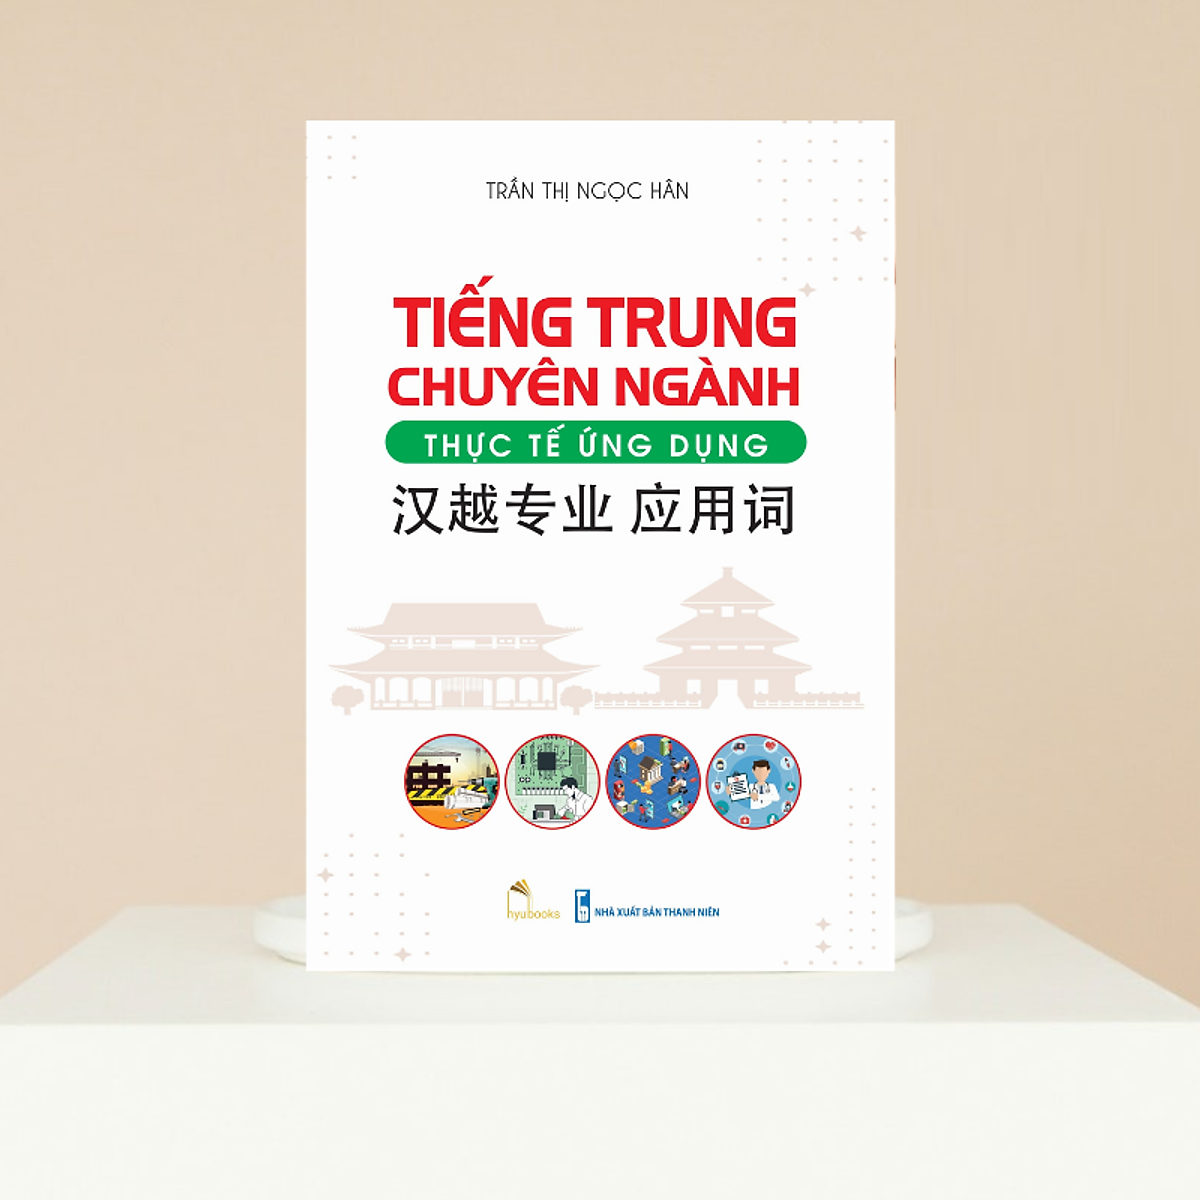 TRẦN THỊ NGỌC HÂN
TIẾNG TRUNG
CHUYÊN NGÀNH
THỰC TẾ ỨNG DỤNG
汉越专业 应用词
hyubooks
NHÀ XUẤT BẢN THANH NIÊN